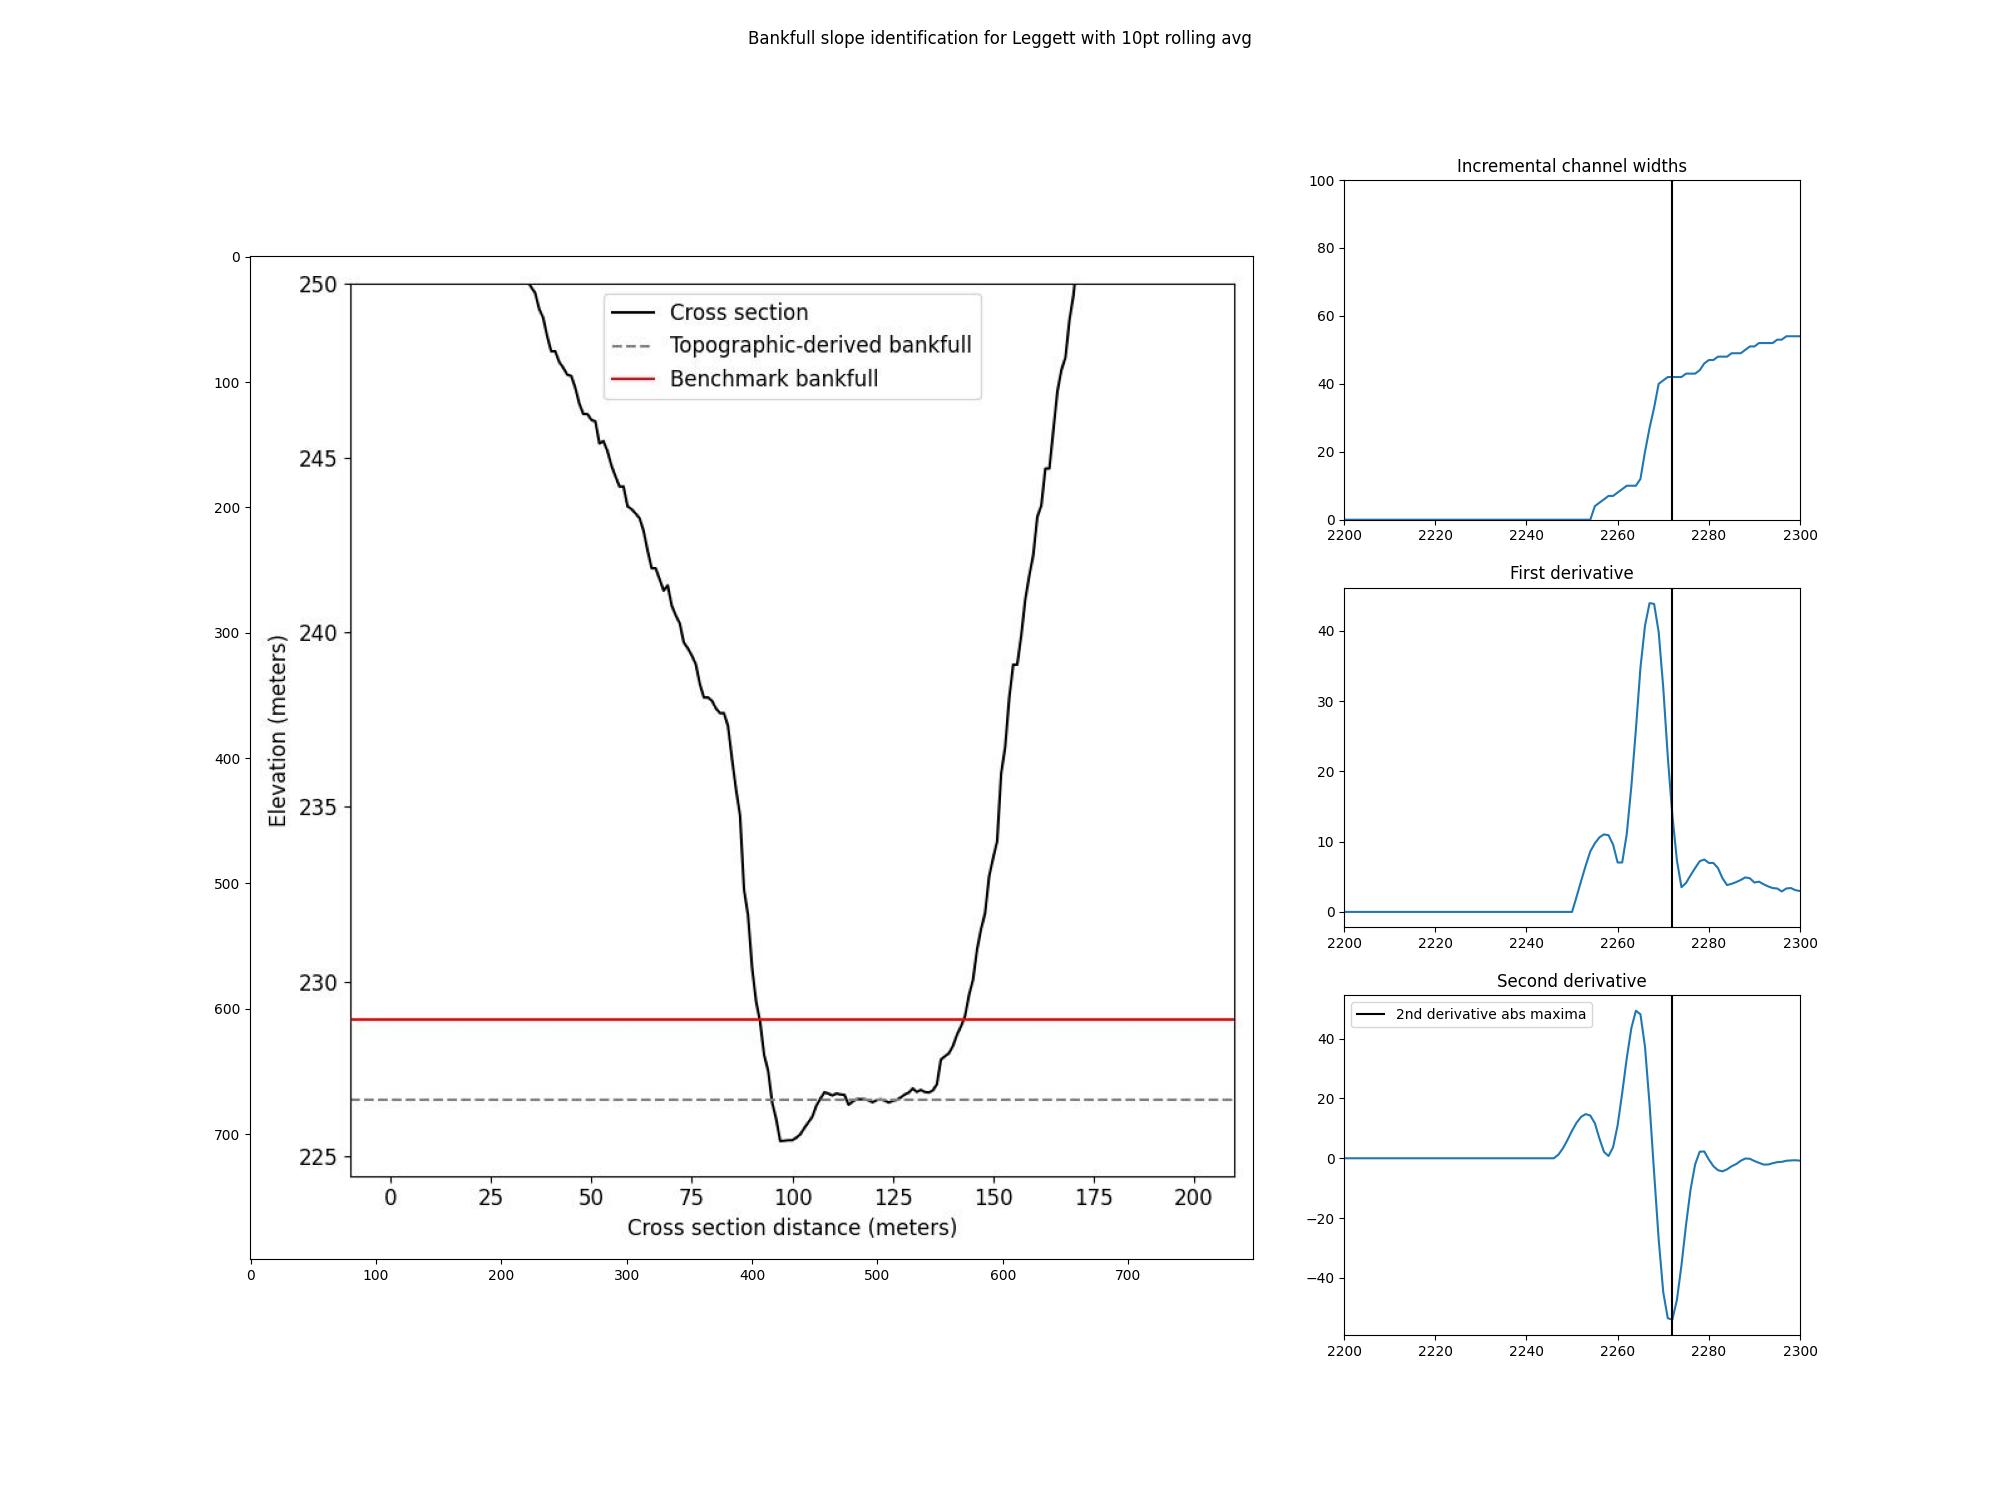 Bankfull slope identification for Leggett with 10pt rolling avg
0
100
200
300
400
500
600
700
250
245
240
235
230
225
Elevation (meters)
Cross section
Topographic-derived bankfull
Benchmark bankfull
0 25 50 75 100 125 150 175 200
Cross section distance (meters)
0 100 200 300 400 500 600 700
Incremental channel widths
100
80
60
40
20
0
2200 2220 2240 2260 2280 2300
First derivative
40
30
20
10
0
2200 2220 2240 2260 2280 2300
Second derivative
2nd derivative abs maxima
40
20
0
−20
−40
2200 2220 2240 2260 2280 2300